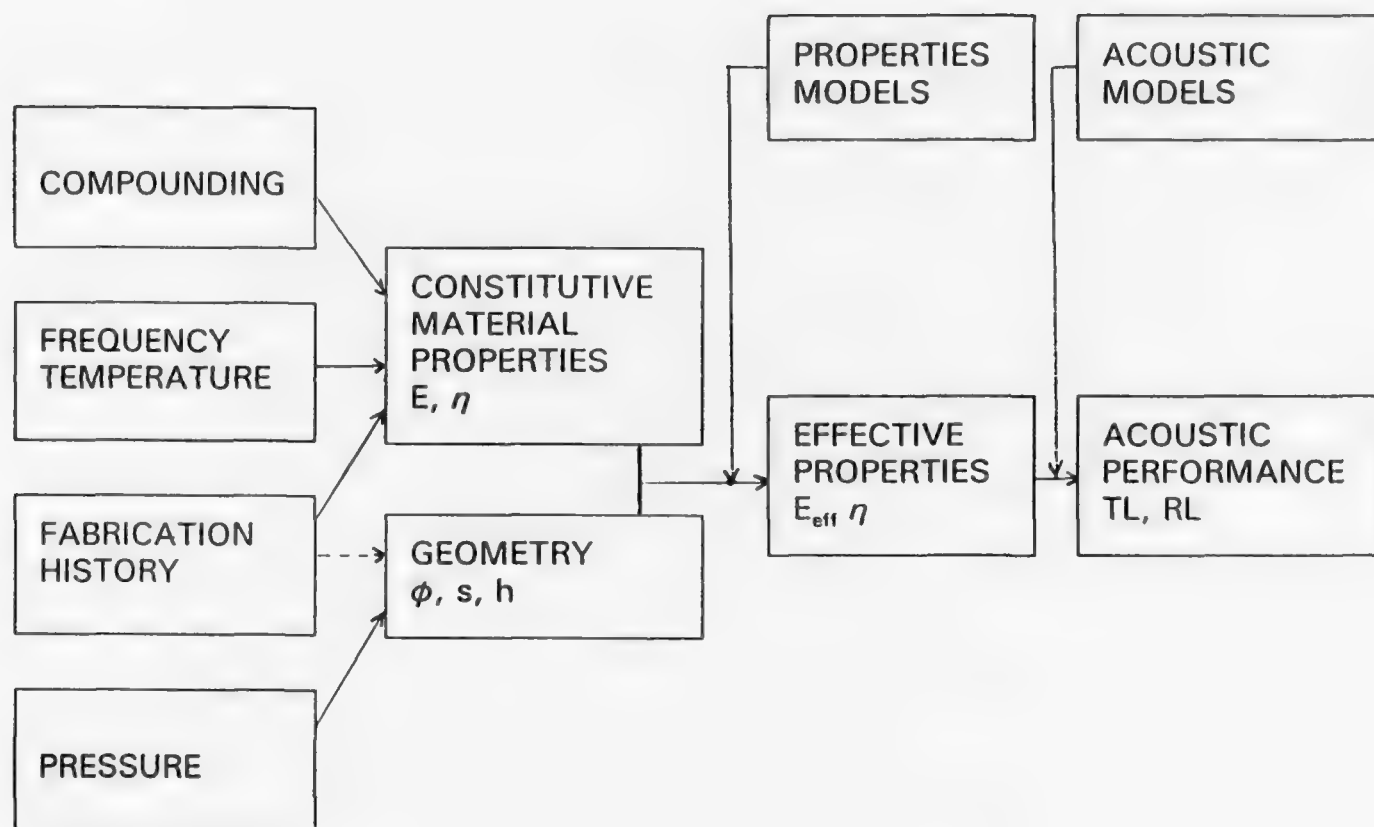 COMPOUNDING
FREQUENCY
TEMPERATURE
FABRICATION
HISTORY
PRESSURE
CONSTITUTIVE
MATERIAL
PROPERTIES
E, η
GEOMETRY
ϕ, s, h
PROPERTIES
MODELS
EFFECTIVE
PROPERTIES
E_eff η
ACOUSTIC
MODELS
ACOUSTIC
PERFORMANCE
TL, RL